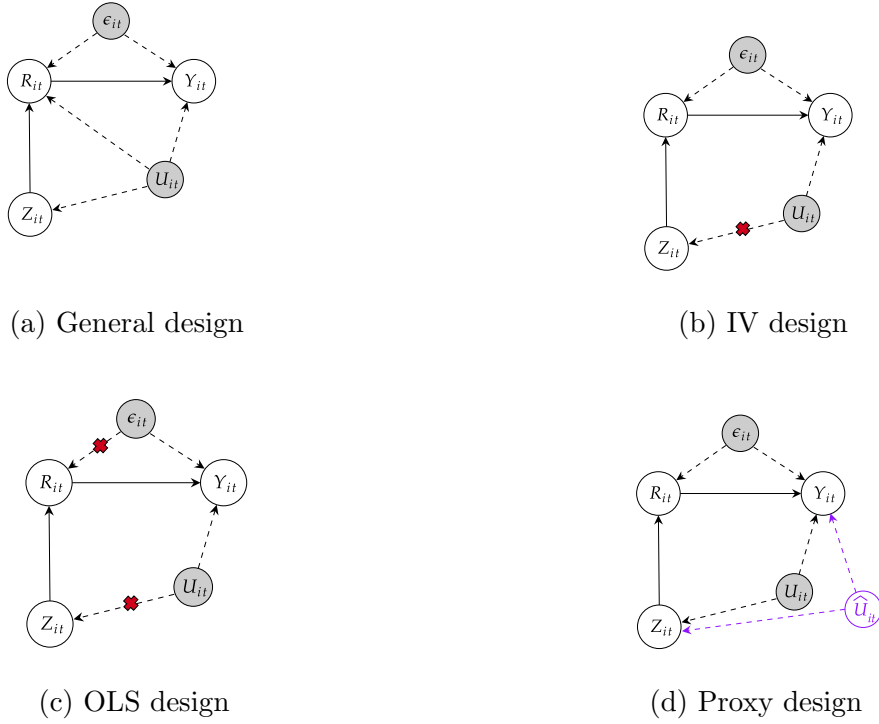 ϵ_it
R_it Y_it
U_it
Z_it
(a) General design
ϵ_it
R_it Y_it
U_it
Z_it
(b) IV design
ϵ_it
R_it Y_it
U_it
Z_it
(c) OLS design
ϵ_it
R_it Y_it
U_it Û_it
Z_it
(d) Proxy design